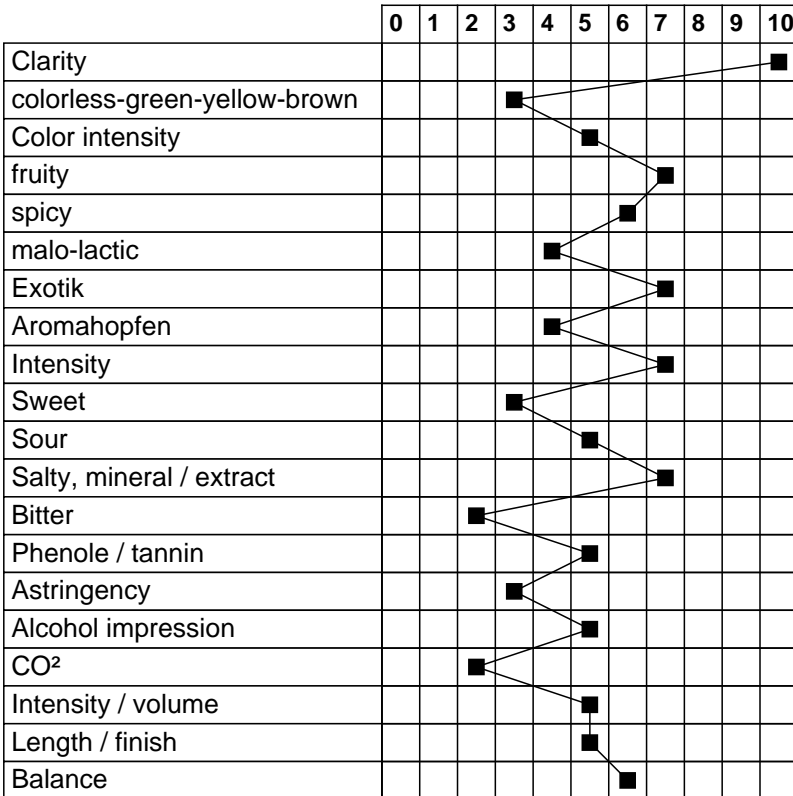 0 1 2 3 4 5 6 7 8 9 10
Clarity
colorless-green-yellow-brown
Color intensity
fruity
spicy
malo-lactic
Exotik
Aromahopfen
Intensity
Sweet
Sour
Salty, mineral / extract
Bitter
Phenole / tannin
Astringency
Alcohol impression
CO²
Intensity / volume
Length / finish
Balance